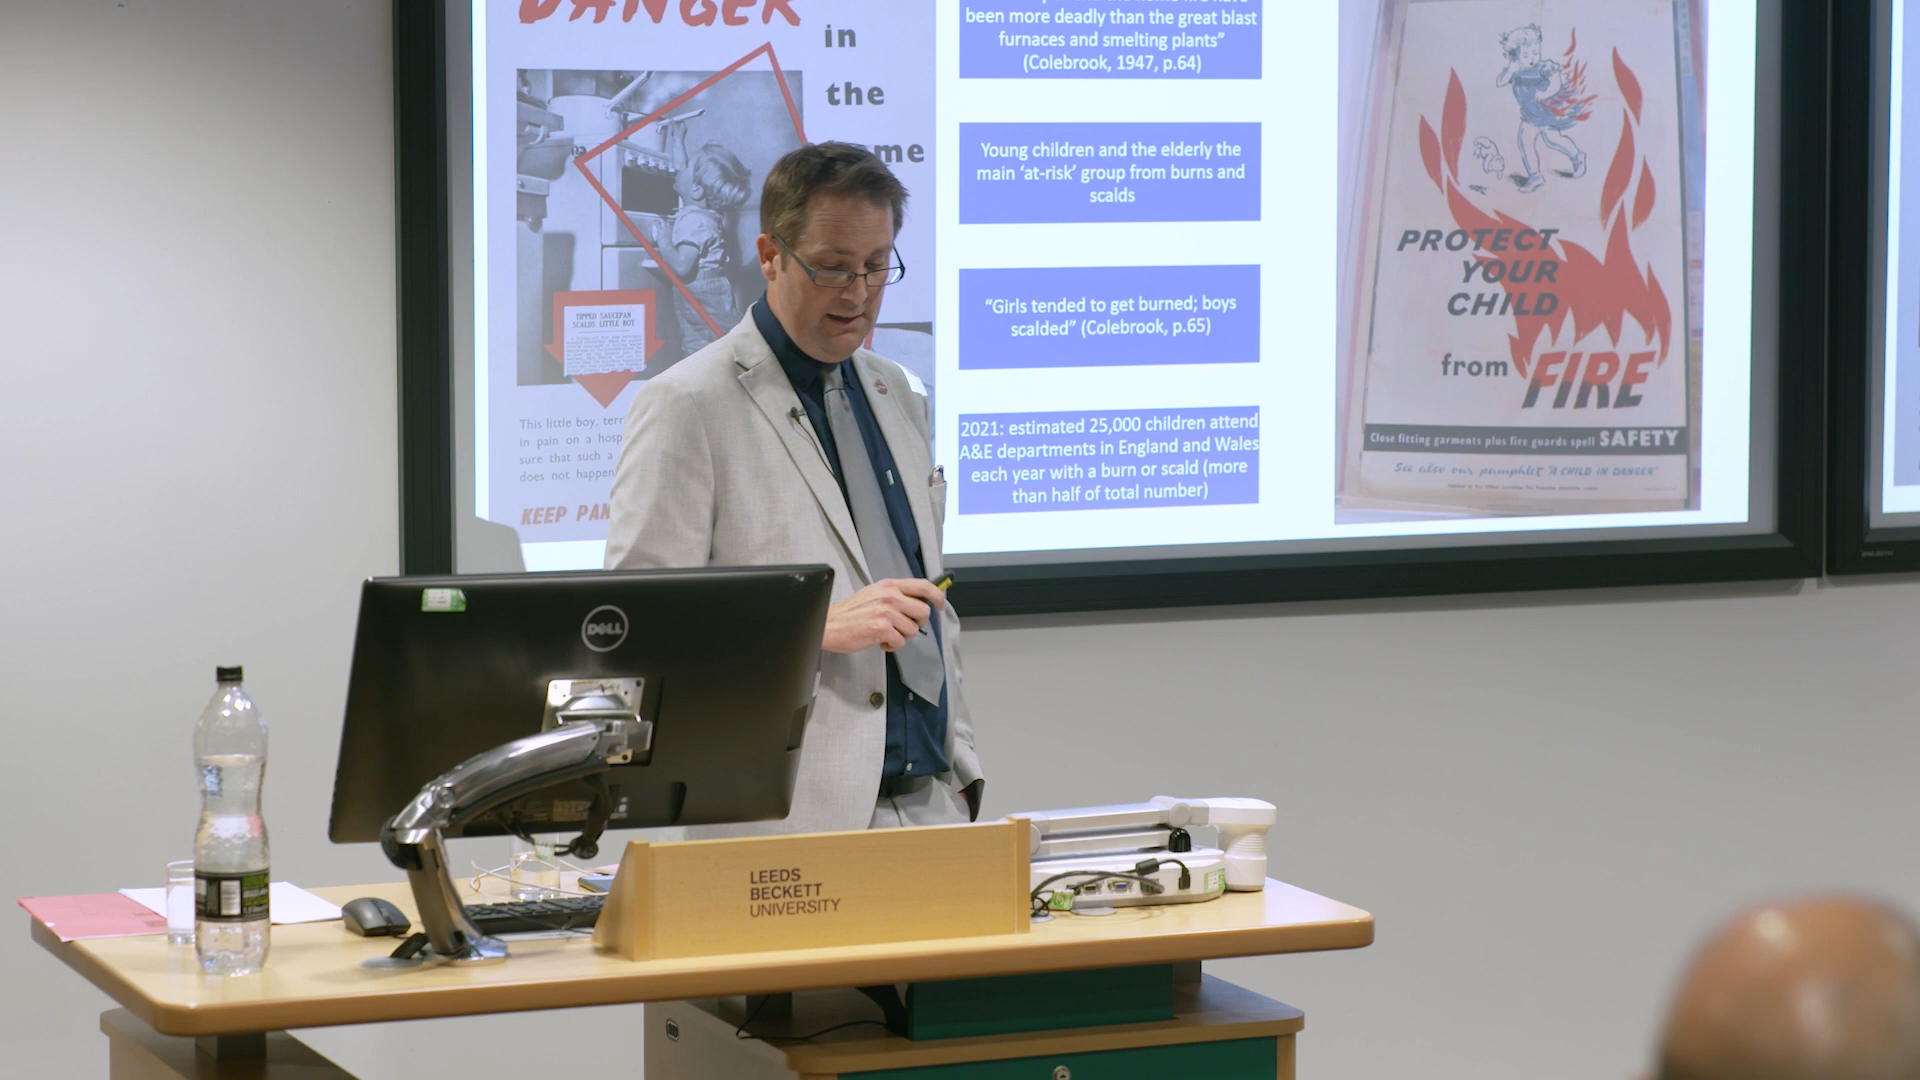 DANGER
in
the
TIPPED SAUCEPAN
SCALDS LITTLE BOY
This little boy,
in pain on a
sure that such a
does not happen
KEEP
been more deadly than the great blast
furnaces and smelting plants”
(Colebrook, 1947, p.64)
Young children and the elderly the
main ‘at-risk’ group from burns and
scalds
“Girls tended to get burned; boys
scalded” (Colebrook, p.65)
2021: estimated 25,000 children attend
A&E departments in England and Wales
each year with a burn or scald (more
than half of total number)
PROTECT
YOUR
CHILD
from FIRE
Close fitting garments plus fire guards spell SAFETY
See also our pamphlet "A CHILD IN DANGER"
DELL
LEEDS
BECKETT
UNIVERSITY